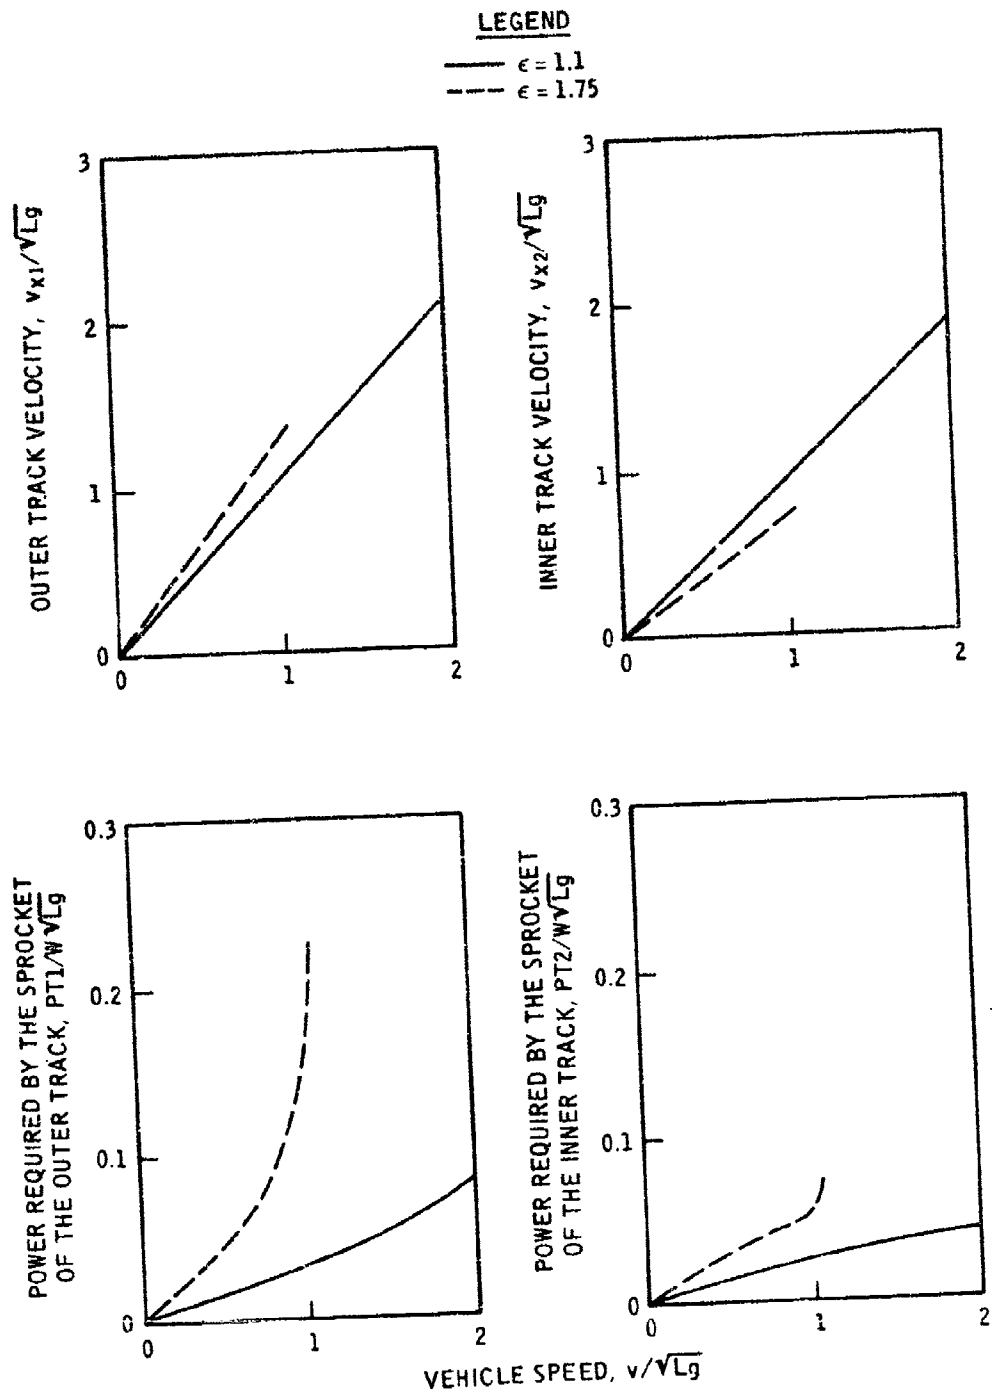 LEGEND
ϵ = 1.1
ϵ = 1.75
OUTER TRACK VELOCITY, vx1/√Lg
3
2
1
0
0
1
2
INNER TRACK VELOCITY, vx2/√Lg
3
2
1
0
0
1
2
POWER REQUIRED BY THE SPROCKET
OF THE OUTER TRACK, PT1/W√Lg
0.3
0.2
0.1
0
0
1
2
POWER REQUIRED BY THE SPROCKET
OF THE INNER TRACK, PT2/W√Lg
0.3
0.2
0.1
0
0
1
2
VEHICLE SPEED, v/√Lg